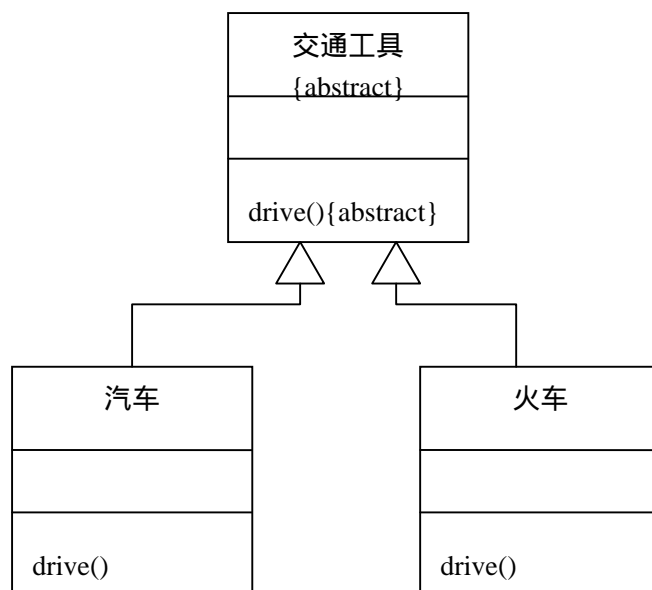 交通工具
{abstract}
drive(){abstract}
汽车
火车
drive()
drive()